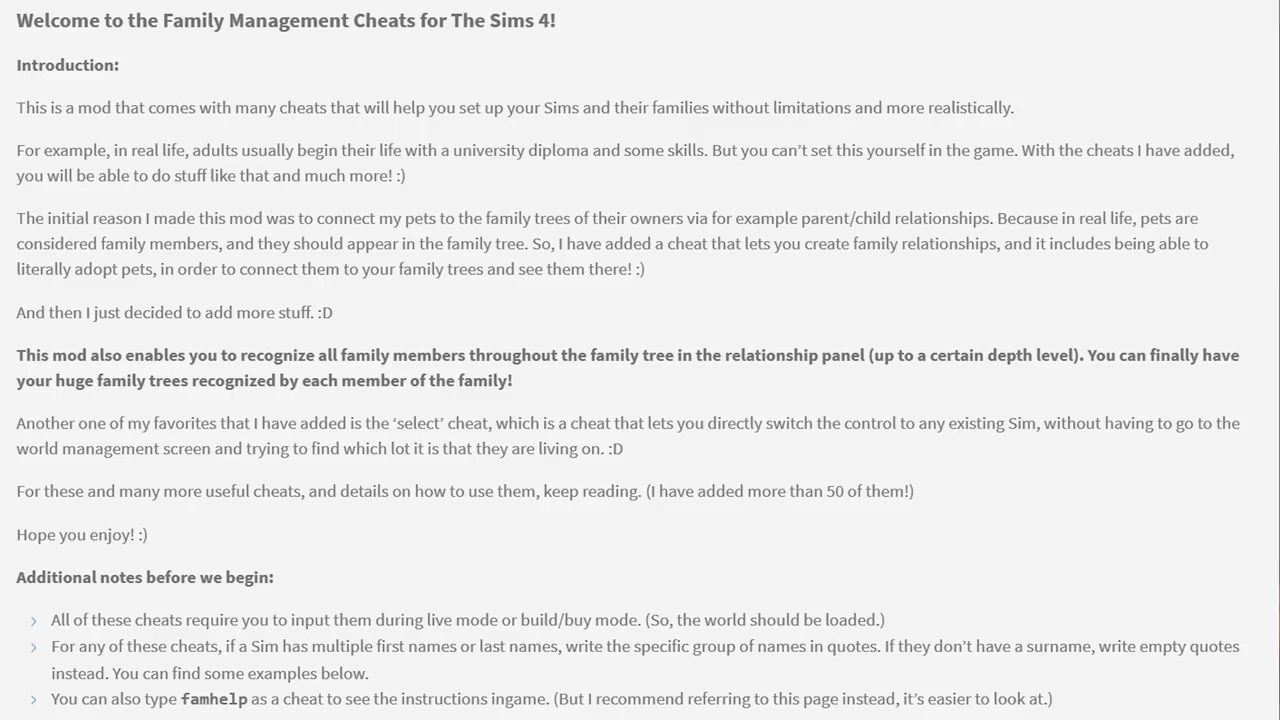 Welcome to the Family Management Cheats for The Sims 4!
Introduction:
This is a mod that comes with many cheats that will help you set up your Sims and their families without limitations and more realistically.
For example, in real life, adults usually begin their life with a university diploma and some skills. But you can’t set this yourself in the game. With the cheats I have added,
you will be able to do stuff like that and much more! :)
The initial reason I made this mod was to connect my pets to the family trees of their owners via for example parent/child relationships. Because in real life, pets are
considered family members, and they should appear in the family tree. So, I have added a cheat that lets you create family relationships, and it includes being able to
literally adopt pets, in order to connect them to your family trees and see them there! :)
And then I just decided to add more stuff. :D
This mod also enables you to recognize all family members throughout the family tree in the relationship panel (up to a certain depth level). You can finally have
your huge family trees recognized by each member of the family!
Another one of my favorites that I have added is the ‘select’ cheat, which is a cheat that lets you directly switch the control to any existing Sim, without having to go to the
world management screen and trying to find which lot it is that they are living on. :D
For these and many more useful cheats, and details on how to use them, keep reading. (I have added more than 50 of them!)
Hope you enjoy! :)
Additional notes before we begin:
All of these cheats require you to input them during live mode or build/buy mode. (So, the world should be loaded.)
For any of these cheats, if a Sim has multiple first names or last names, write the specific group of names in quotes. If they don’t have a surname, write empty quotes
instead. You can find some examples below.
You can also type famhelp as a cheat to see the instructions ingame. (But I recommend referring to this page instead, it’s easier to look at.)